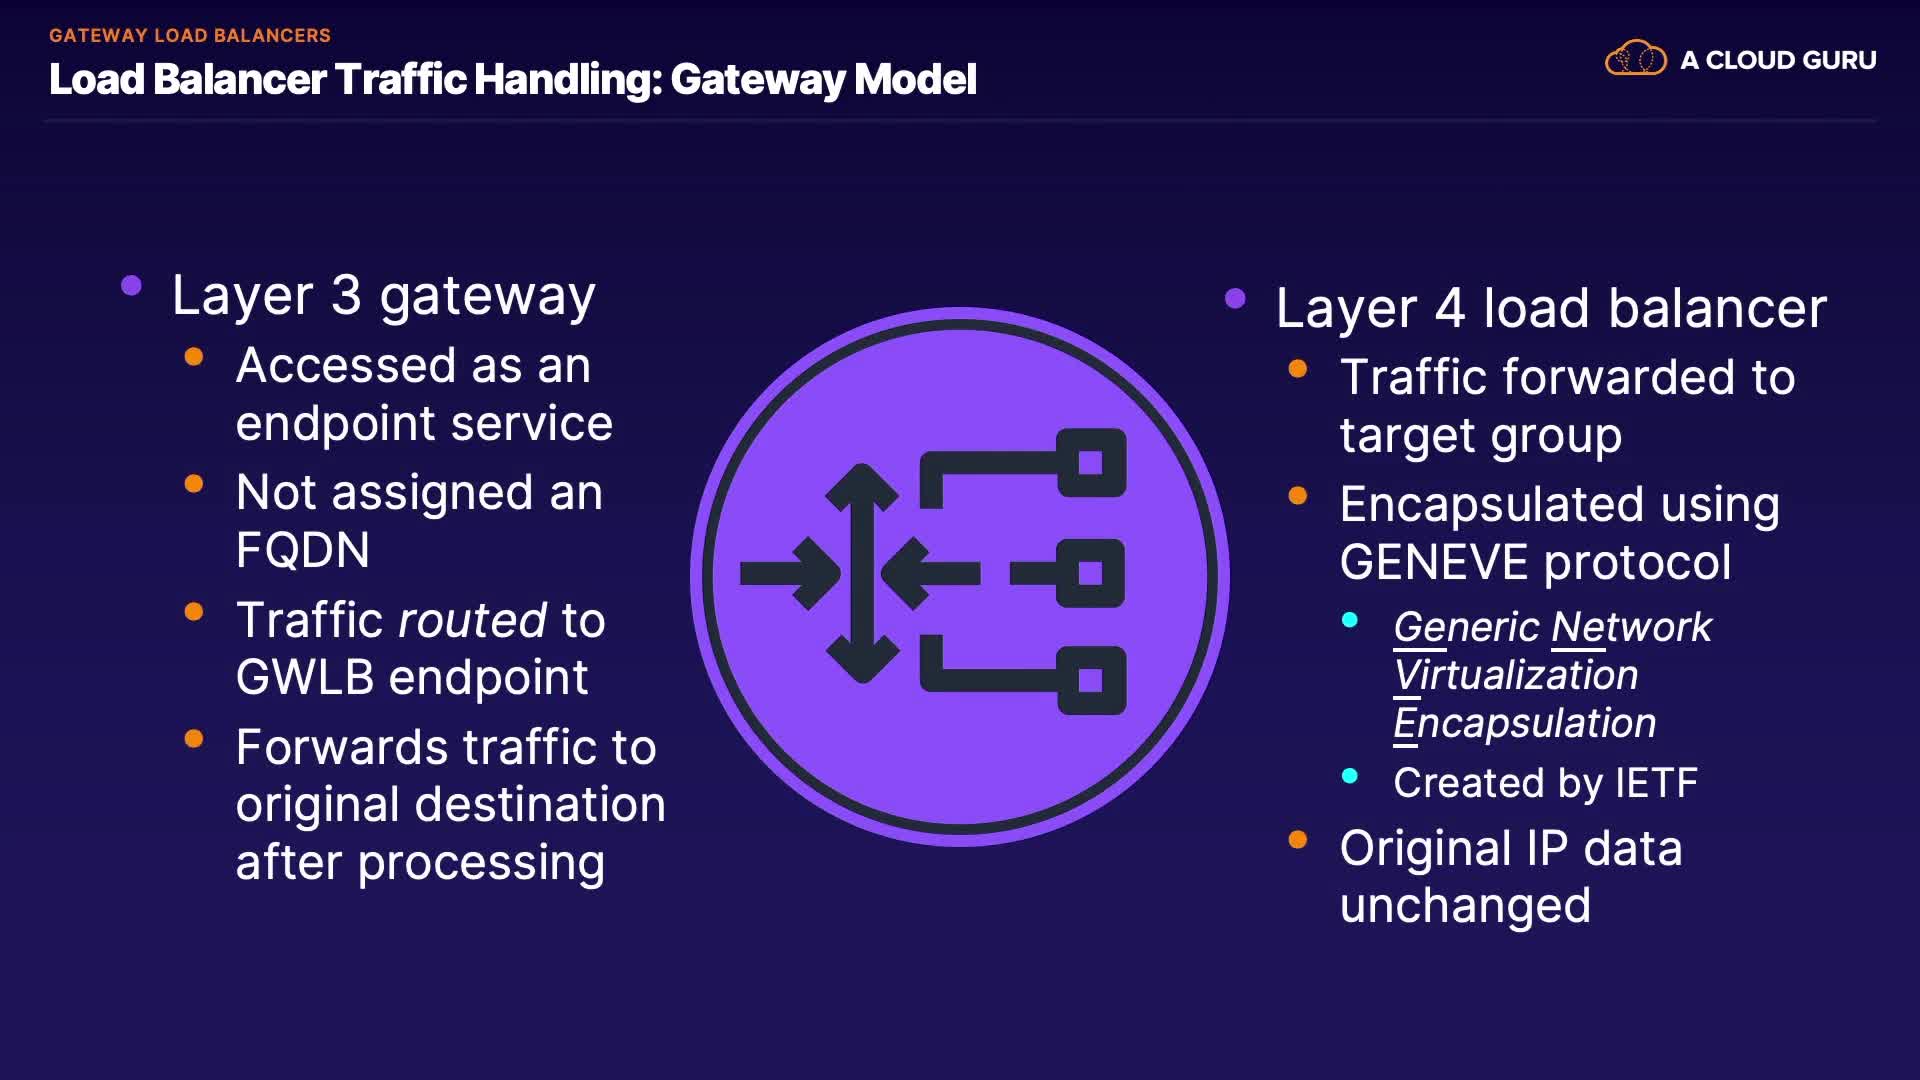 GATEWAY LOAD BALANCERS
Load Balancer Traffic Handling: Gateway Model
A CLOUD GURU
Layer 3 gateway
Accessed as an
endpoint service
Not assigned an
FQDN
Traffic routed to
GWLB endpoint
Forwards traffic to
original destination
after processing
Layer 4 load balancer
Traffic forwarded to
target group
Encapsulated using
GENEVE protocol
Generic Network
Virtualization
Encapsulation
Created by IETF
Original IP data
unchanged